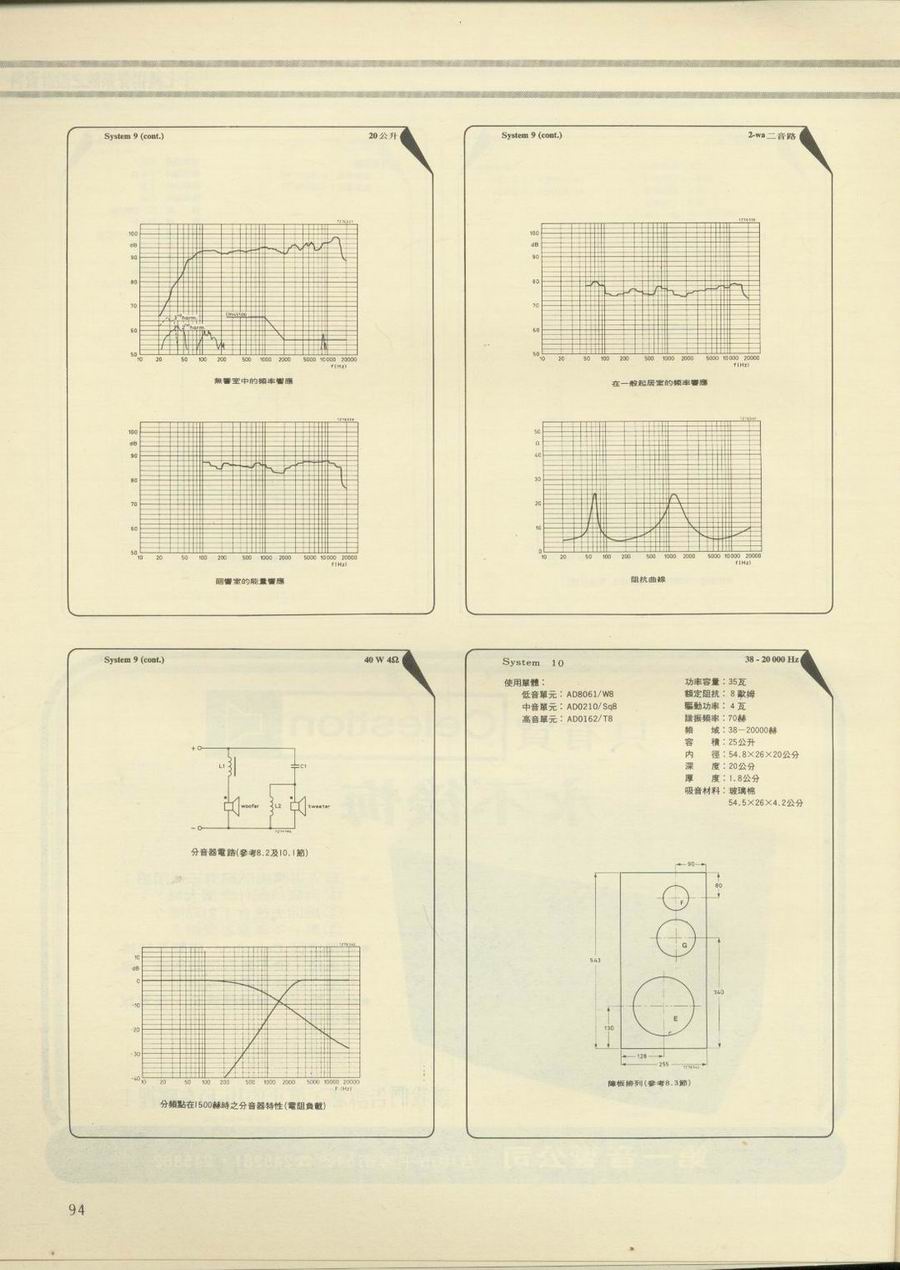 System 9 (cont.)
20公升
100
dB
90
80
70
60
50
harm.
harm.
10 20 50 100 200 500 1000 2000 5000 10000 20000
f(Hz)
無響室中的頻率響應
100
dB
90
80
70
60
50
10 20 50 100 200 500 1000 2000 5000 10000 20000
f(Hz)
迴響室的能量響應
System 9 (cont.)
2-wa二音路
100
dB
90
80
70
60
50
10 20 50 100 200 500 1000 2000 5000 10000 20000
f(Hz)
在一般起居室的頻率響應
50
Ω
40
30
20
10
0
10 20 50 100 200 500 1000 2000 5000 10000 20000
f(Hz)
阻抗曲線
System 9 (cont.)
40 W 4Ω
+
L1
C1
woofer
L2
tweeter
−
分音器電路(參考8.2及10.1節)
10
dB
0
-10
-20
-30
-40
10 20 50 100 200 500 1000 2000 5000 10000 20000
f (Hz)
分頻點在1500赫時之分音器特性(電阻負載)
System 10
38 - 20 000 Hz
使用單體：
低音單元：AD8061/W8
中音單元：AD0210/Sq8
高音單元：AD0162/T8
功率容量：35瓦
額定阻抗：8歐姆
驅動功率：4瓦
諧振頻率：70赫
頻 域：38－20000赫
容 積：25公升
內 徑：54.8×26×20公分
深 度：20公分
厚 度：1.8公分
吸音材料：玻璃棉
54.5×26×4.2公分
90
80
F
G
543
340
E
130
128
255
障板排列(參考8.3節)
94